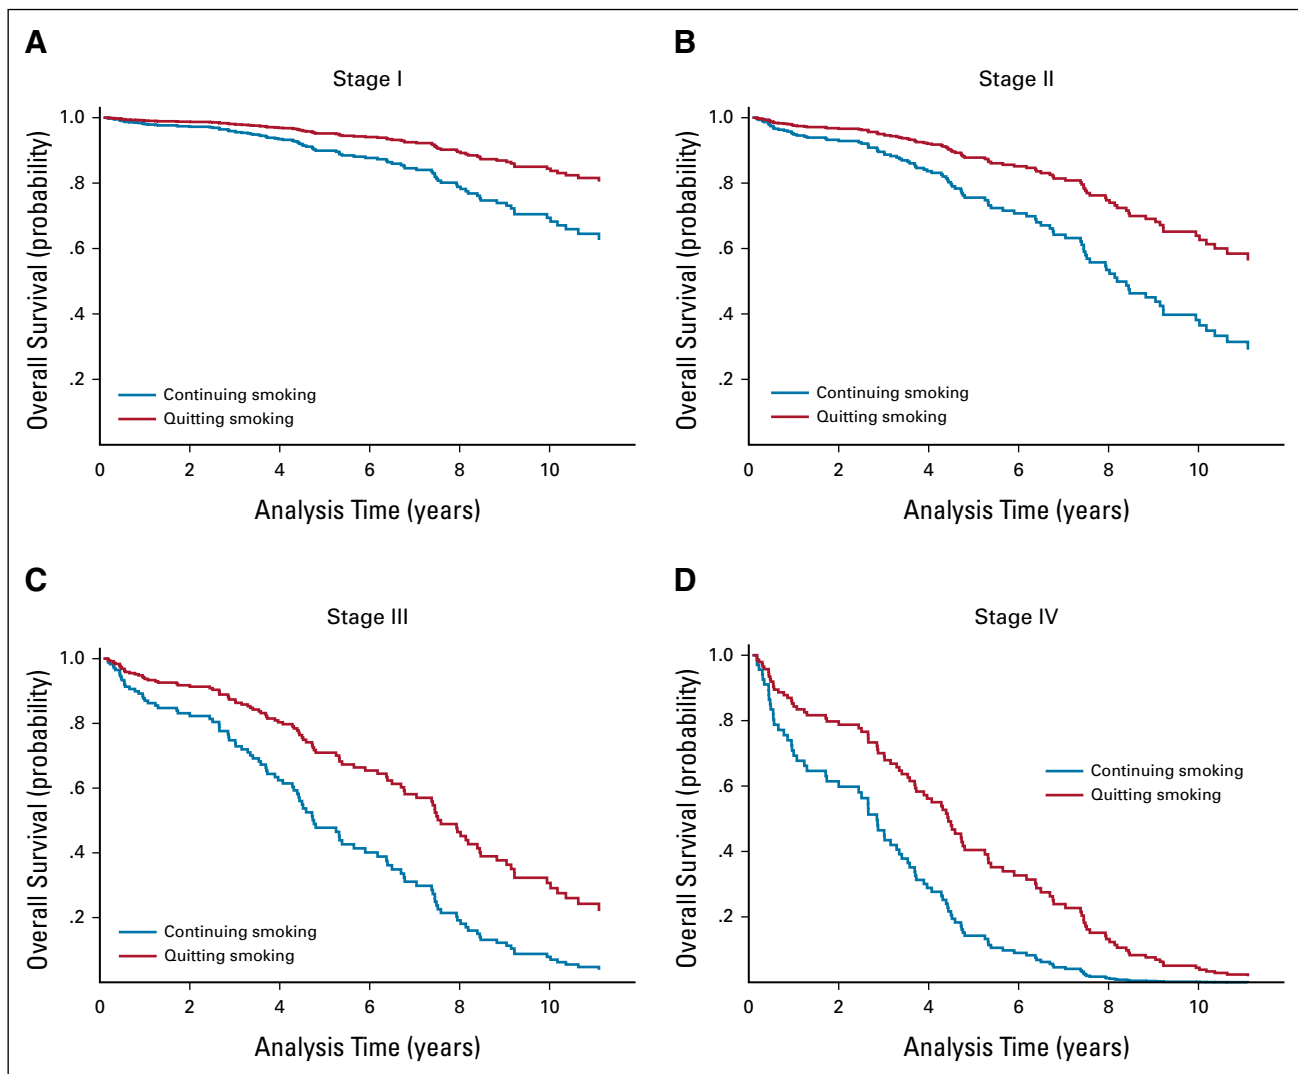 A
Stage I
Overall Survival (probability)
1.0
.8
.6
.4
.2
Continuing smoking
Quitting smoking
0 2 4 6 8 10
Analysis Time (years)
B
Stage II
Overall Survival (probability)
1.0
.8
.6
.4
.2
Continuing smoking
Quitting smoking
0 2 4 6 8 10
Analysis Time (years)
C
Stage III
Overall Survival (probability)
1.0
.8
.6
.4
.2
Continuing smoking
Quitting smoking
0 2 4 6 8 10
Analysis Time (years)
D
Stage IV
Overall Survival (probability)
1.0
.8
.6
.4
.2
Continuing smoking
Quitting smoking
0 2 4 6 8 10
Analysis Time (years)